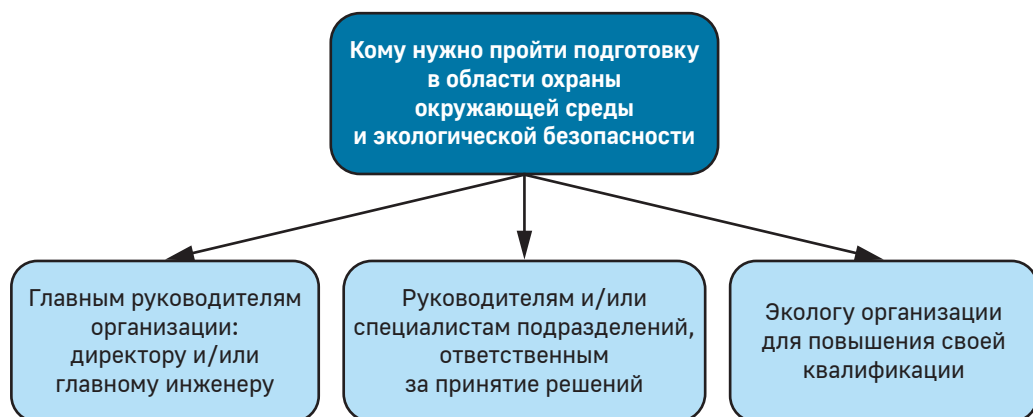 Кому нужно пройти подготовку
в области охраны
окружающей среды
и экологической безопасности
Главным руководителям
организации:
директору и/или
главному инженеру
Руководителям и/или
специалистам подразделений,
ответственным
за принятие решений
Экологу организации
для повышения своей
квалификации